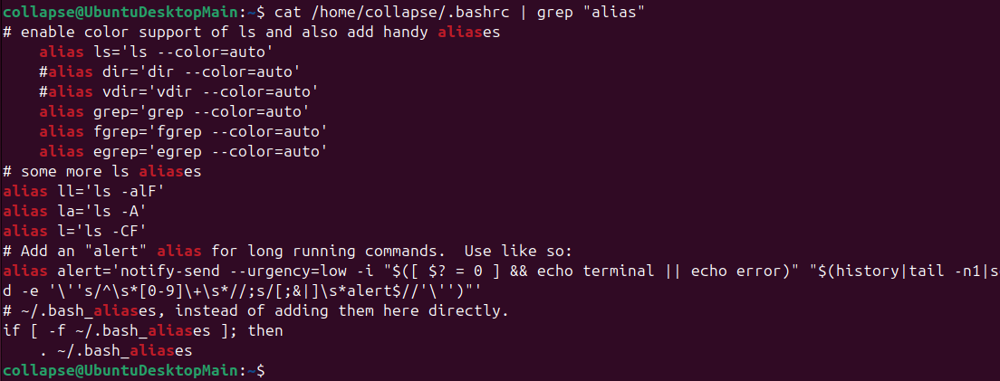 collapse@UbuntuDesktopMain:~$ cat /home/collapse/.bashrc | grep "alias"
# enable color support of ls and also add handy aliases
    alias ls='ls --color=auto'
    #alias dir='dir --color=auto'
    #alias vdir='vdir --color=auto'
    alias grep='grep --color=auto'
    alias fgrep='fgrep --color=auto'
    alias egrep='egrep --color=auto'
# some more ls aliases
alias ll='ls -alF'
alias la='ls -A'
alias l='ls -CF'
# Add an "alert" alias for long running commands.  Use like so:
alias alert='notify-send --urgency=low -i "$([ $? = 0 ] && echo terminal || echo error)" "$(history|tail -n1|s
d -e '\''s/^\s*[0-9]\+\s*//;s/[;&|]\s*alert$//'\'')"'
# ~/.bash_aliases, instead of adding them here directly.
if [ -f ~/.bash_aliases ]; then
    . ~/.bash_aliases
collapse@UbuntuDesktopMain:~$